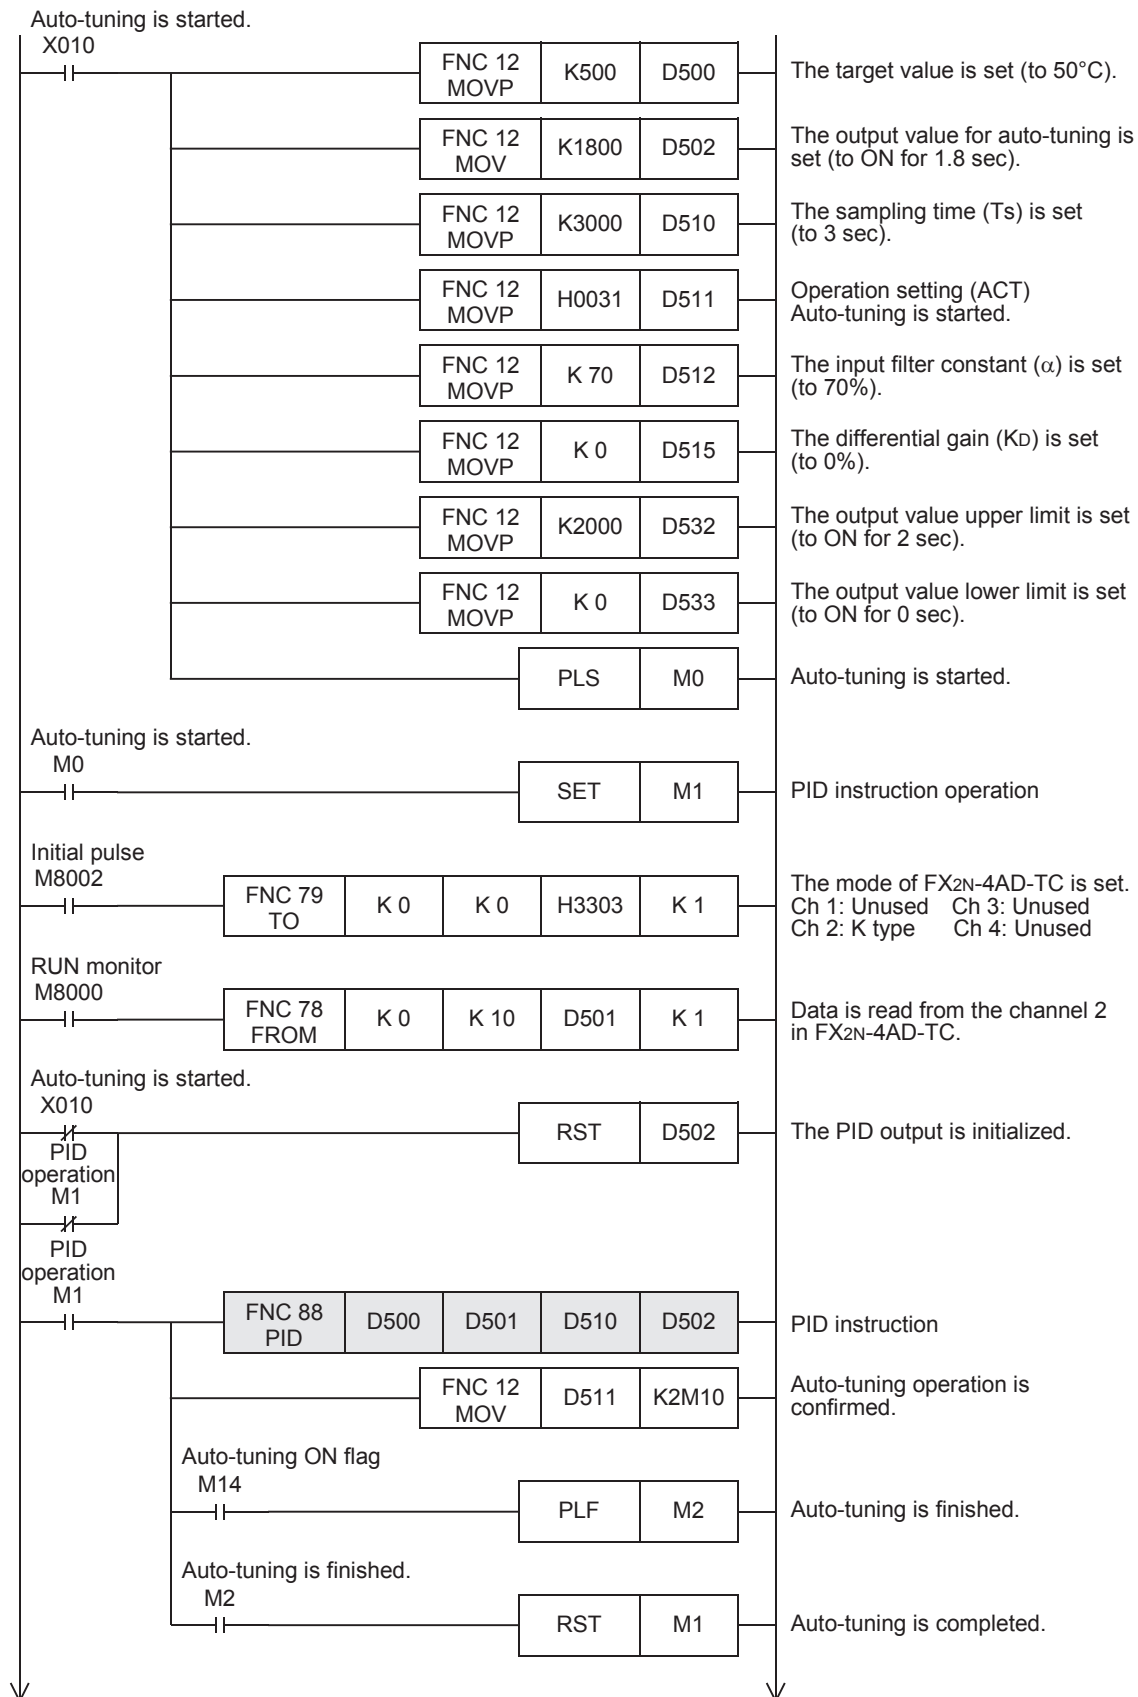 Auto-tuning is started.
X010
FNC 12 MOVP K500 D500 The target value is set (to 50°C).
FNC 12 MOV K1800 D502 The output value for auto-tuning is
set (to ON for 1.8 sec).
FNC 12 MOVP K3000 D510 The sampling time (Ts) is set
(to 3 sec).
FNC 12 MOVP H0031 D511 Operation setting (ACT)
Auto-tuning is started.
FNC 12 MOVP K 70 D512 The input filter constant (α) is set
(to 70%).
FNC 12 MOVP K 0 D515 The differential gain (KD) is set
(to 0%).
FNC 12 MOVP K2000 D532 The output value upper limit is set
(to ON for 2 sec).
FNC 12 MOVP K 0 D533 The output value lower limit is set
(to ON for 0 sec).
PLS M0 Auto-tuning is started.
Auto-tuning is started.
M0
SET M1 PID instruction operation
Initial pulse
M8002
FNC 79 TO K 0 K 0 H3303 K 1 The mode of FX2N-4AD-TC is set.
Ch 1: Unused Ch 3: Unused
Ch 2: K type Ch 4: Unused
RUN monitor
M8000
FNC 78 FROM K 0 K 10 D501 K 1 Data is read from the channel 2
in FX2N-4AD-TC.
Auto-tuning is started.
X010
RST D502 The PID output is initialized.
PID
operation
M1
PID
operation
M1
FNC 88 PID D500 D501 D510 D502 PID instruction
FNC 12 MOV D511 K2M10 Auto-tuning operation is
confirmed.
Auto-tuning ON flag
M14
PLF M2 Auto-tuning is finished.
Auto-tuning is finished.
M2
RST M1 Auto-tuning is completed.